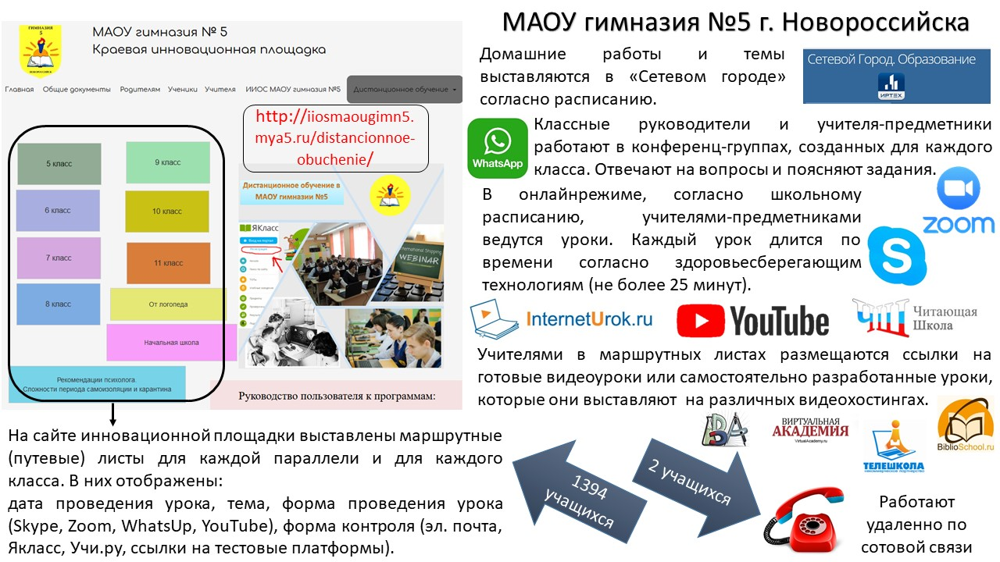 МАОУ гимназия №5 г. Новороссийска
ГИМНАЗИЯ
5
НОВОРОССИЙСК
МАОУ гимназия № 5
Краевая инновационная площадка
Главная Общие документы Родителям Ученики Учителя ИИОС МАОУ гимназия №5 Дистанционное обучение
http://iiosmaougimn5.
mya5.ru/distancionnoe-
obuchenie/
5 класс
9 класс
6 класс
10 класс
7 класс
11 класс
8 класс
От логопеда
Начальная школа
Рекомендации психолога.
Сложности периода самоизоляции и карантина
Дистанционное обучение в
МАОУ гимназии №5
ЯКласс
International Shopping
WEBINAR
Руководство пользователя к программам:
На сайте инновационной площадки выставлены маршрутные
(путевые) листы для каждой параллели и для каждого
класса. В них отображены:
дата проведения урока, тема, форма проведения урока
(Skype, Zoom, WhatsUp, YouTube), форма контроля (эл. почта,
Якласс, Учи.ру, ссылки на тестовые платформы).
Домашние работы и темы
выставляются в «Сетевом городе»
согласно расписанию.
Сетевой Город. Образование
ИРТЕХ
WhatsApp
Классные руководители и учителя-предметники
работают в конференц-группах, созданных для каждого
класса. Отвечают на вопросы и поясняют задания.
В онлайнрежиме, согласно школьному
расписанию, учителями-предметниками
ведутся уроки. Каждый урок длится по
времени согласно здоровьесберегающим
технологиям (не более 25 минут).
zoom
S
InternetUrok.ru
YouTube
Читающая
Школа
Учителями в маршрутных листах размещаются ссылки на
готовые видеоуроки или самостоятельно разработанные уроки,
которые они выставляют на различных видеохостингах.
ВИРТУАЛЬНАЯ
АКАДЕМИЯ
VirtualAcademy.ru
ТЕЛЕШКОЛА
некоммерческое партнерство
BiblioSchool.ru
1394
учащихся
2 учащихся
Работают
удаленно по
сотовой связи